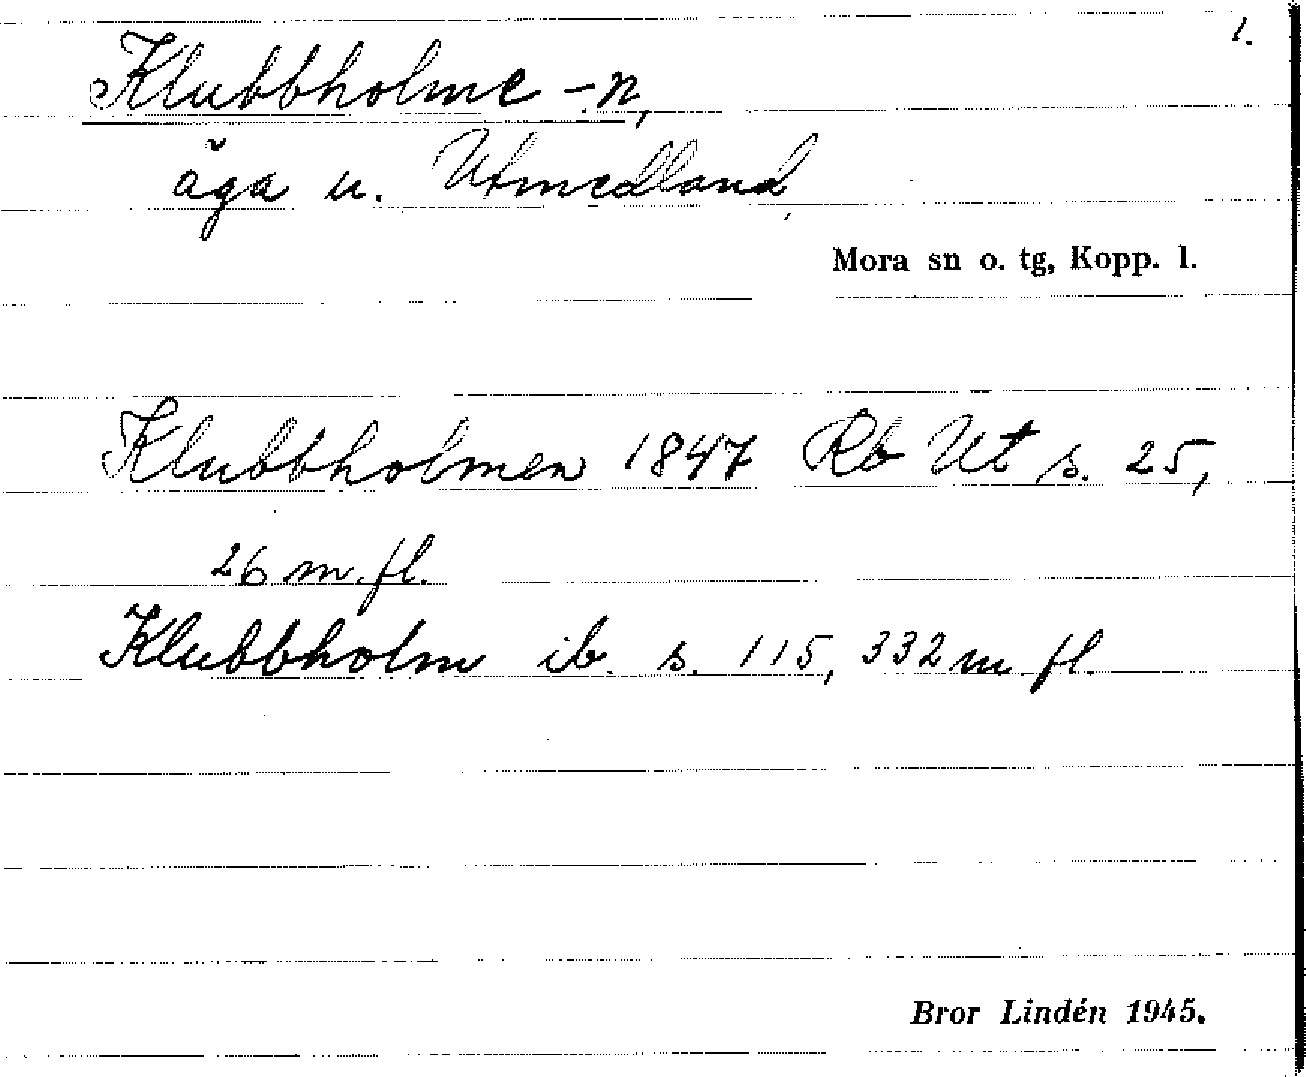 1.
Klubbholme -n,
äga u. Utmedland,
Mora sn o. tg, Kopp. l.
Klubbholmen 1847 Rb Ut s. 25,
26 m. fl.
Klubbholm ib. s. 115, 332 m. fl.
Bror Lindén 1945.